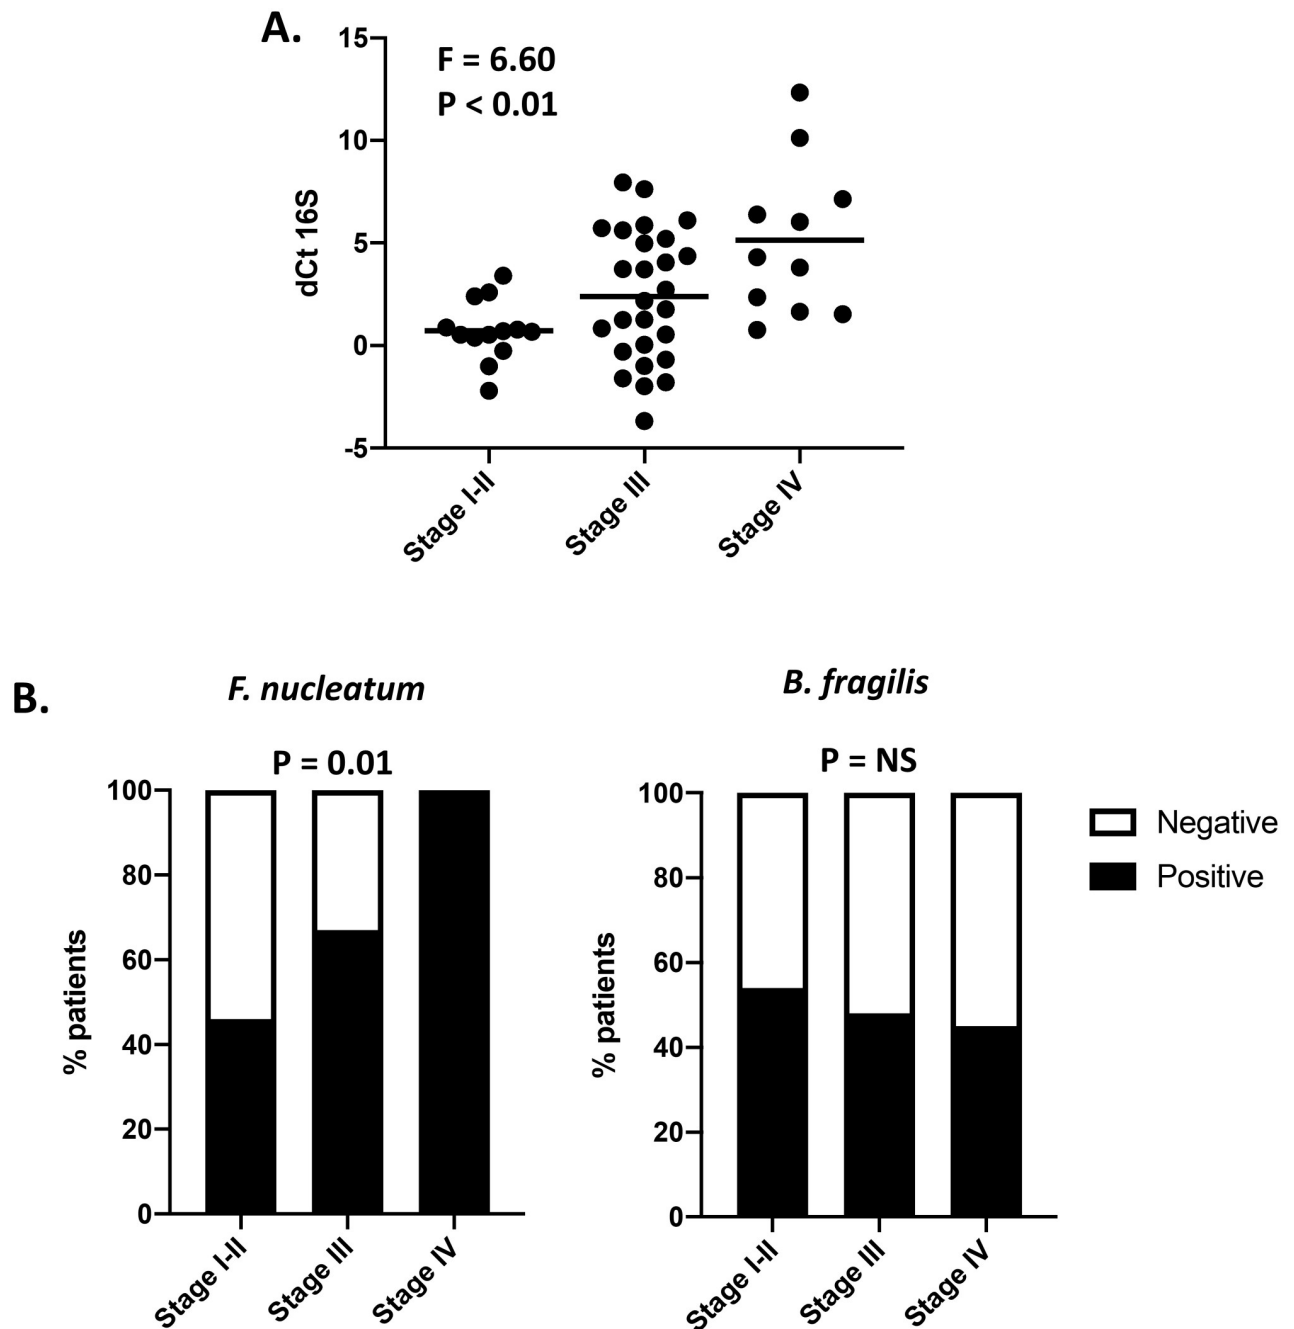 A.
F = 6.60
P < 0.01
dCt 16S
15
10
5
0
-5
Stage I-II
Stage III
Stage IV
B.
F. nucleatum
P = 0.01
% patients
100
80
60
40
20
0
Stage I-II
Stage III
Stage IV
B. fragilis
P = NS
% patients
100
80
60
40
20
0
Stage I-II
Stage III
Stage IV
Negative
Positive